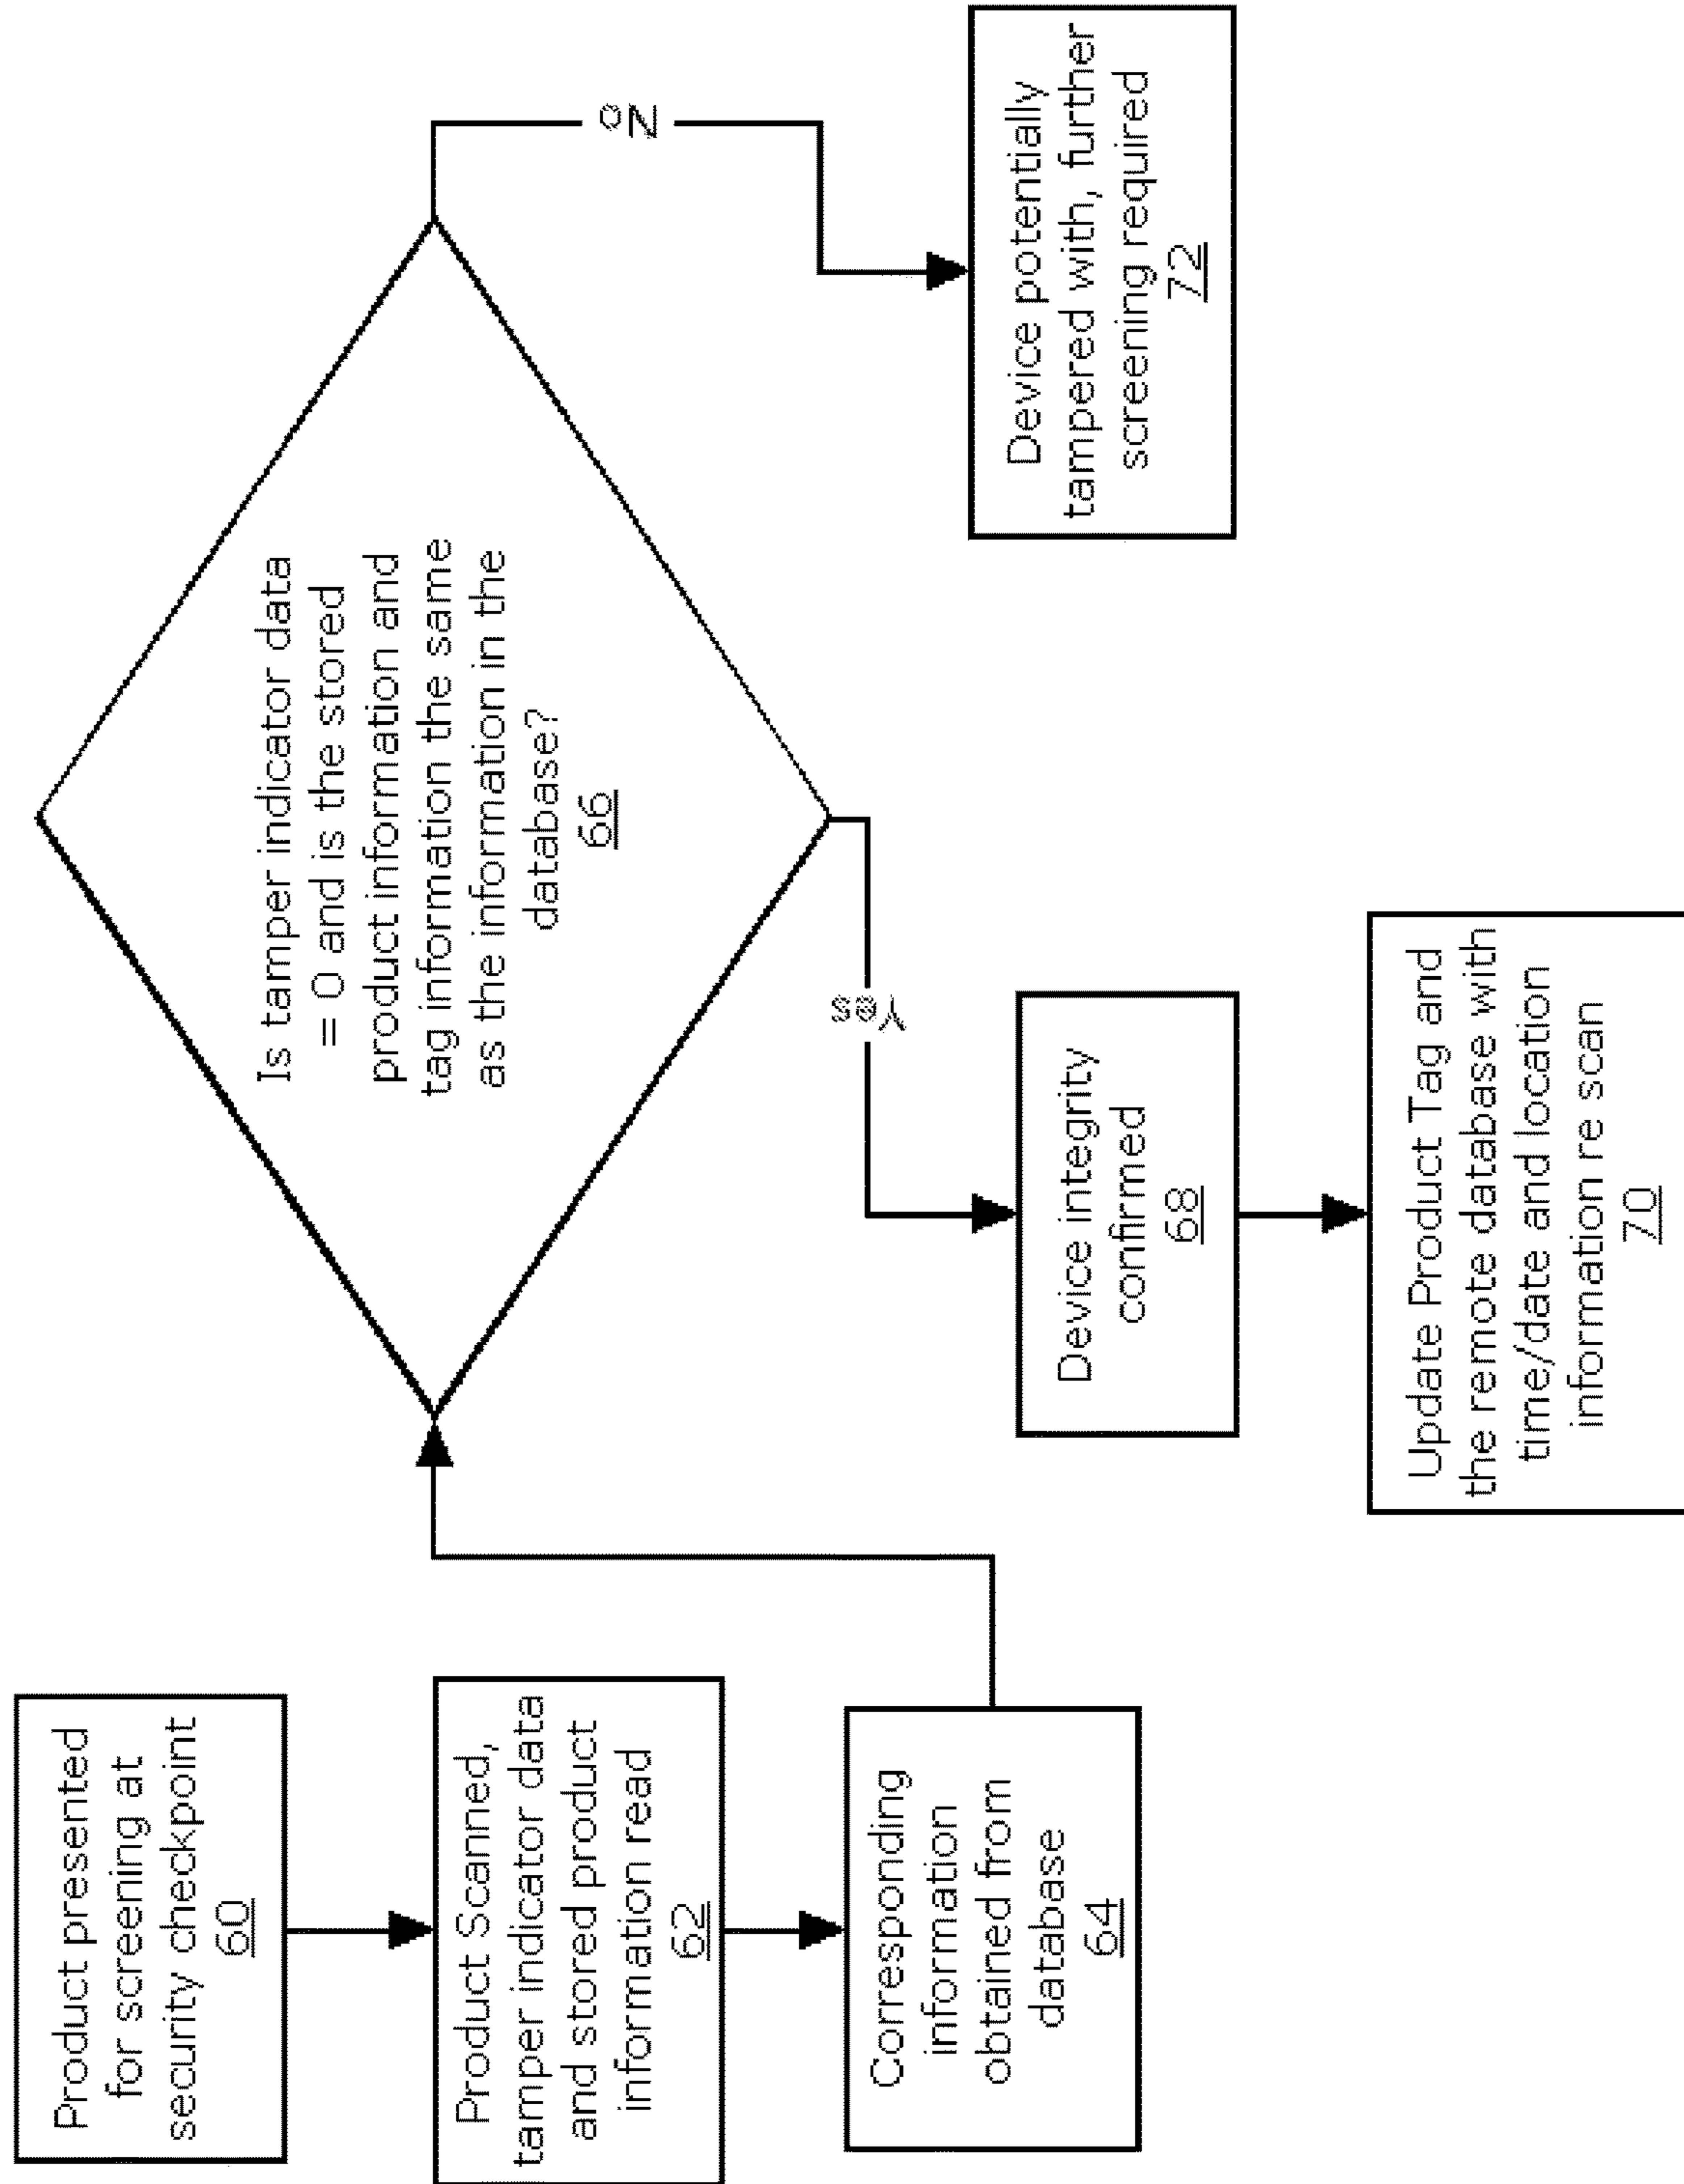 Product presented
for screening at
security checkpoint
60
Product Scanned,
tamper indicator data
and stored product
information read
62
Corresponding
information
obtained from
database
64
Is tamper indicator data
= 0 and is the stored
product information and
tag information the same
as the information in the
database?
66
Yes
No
Device integrity
confirmed
68
Update Product Tag and
the remote database with
time/date and location
information re scan
70
Device potentially
tampered with, further
screening required
72